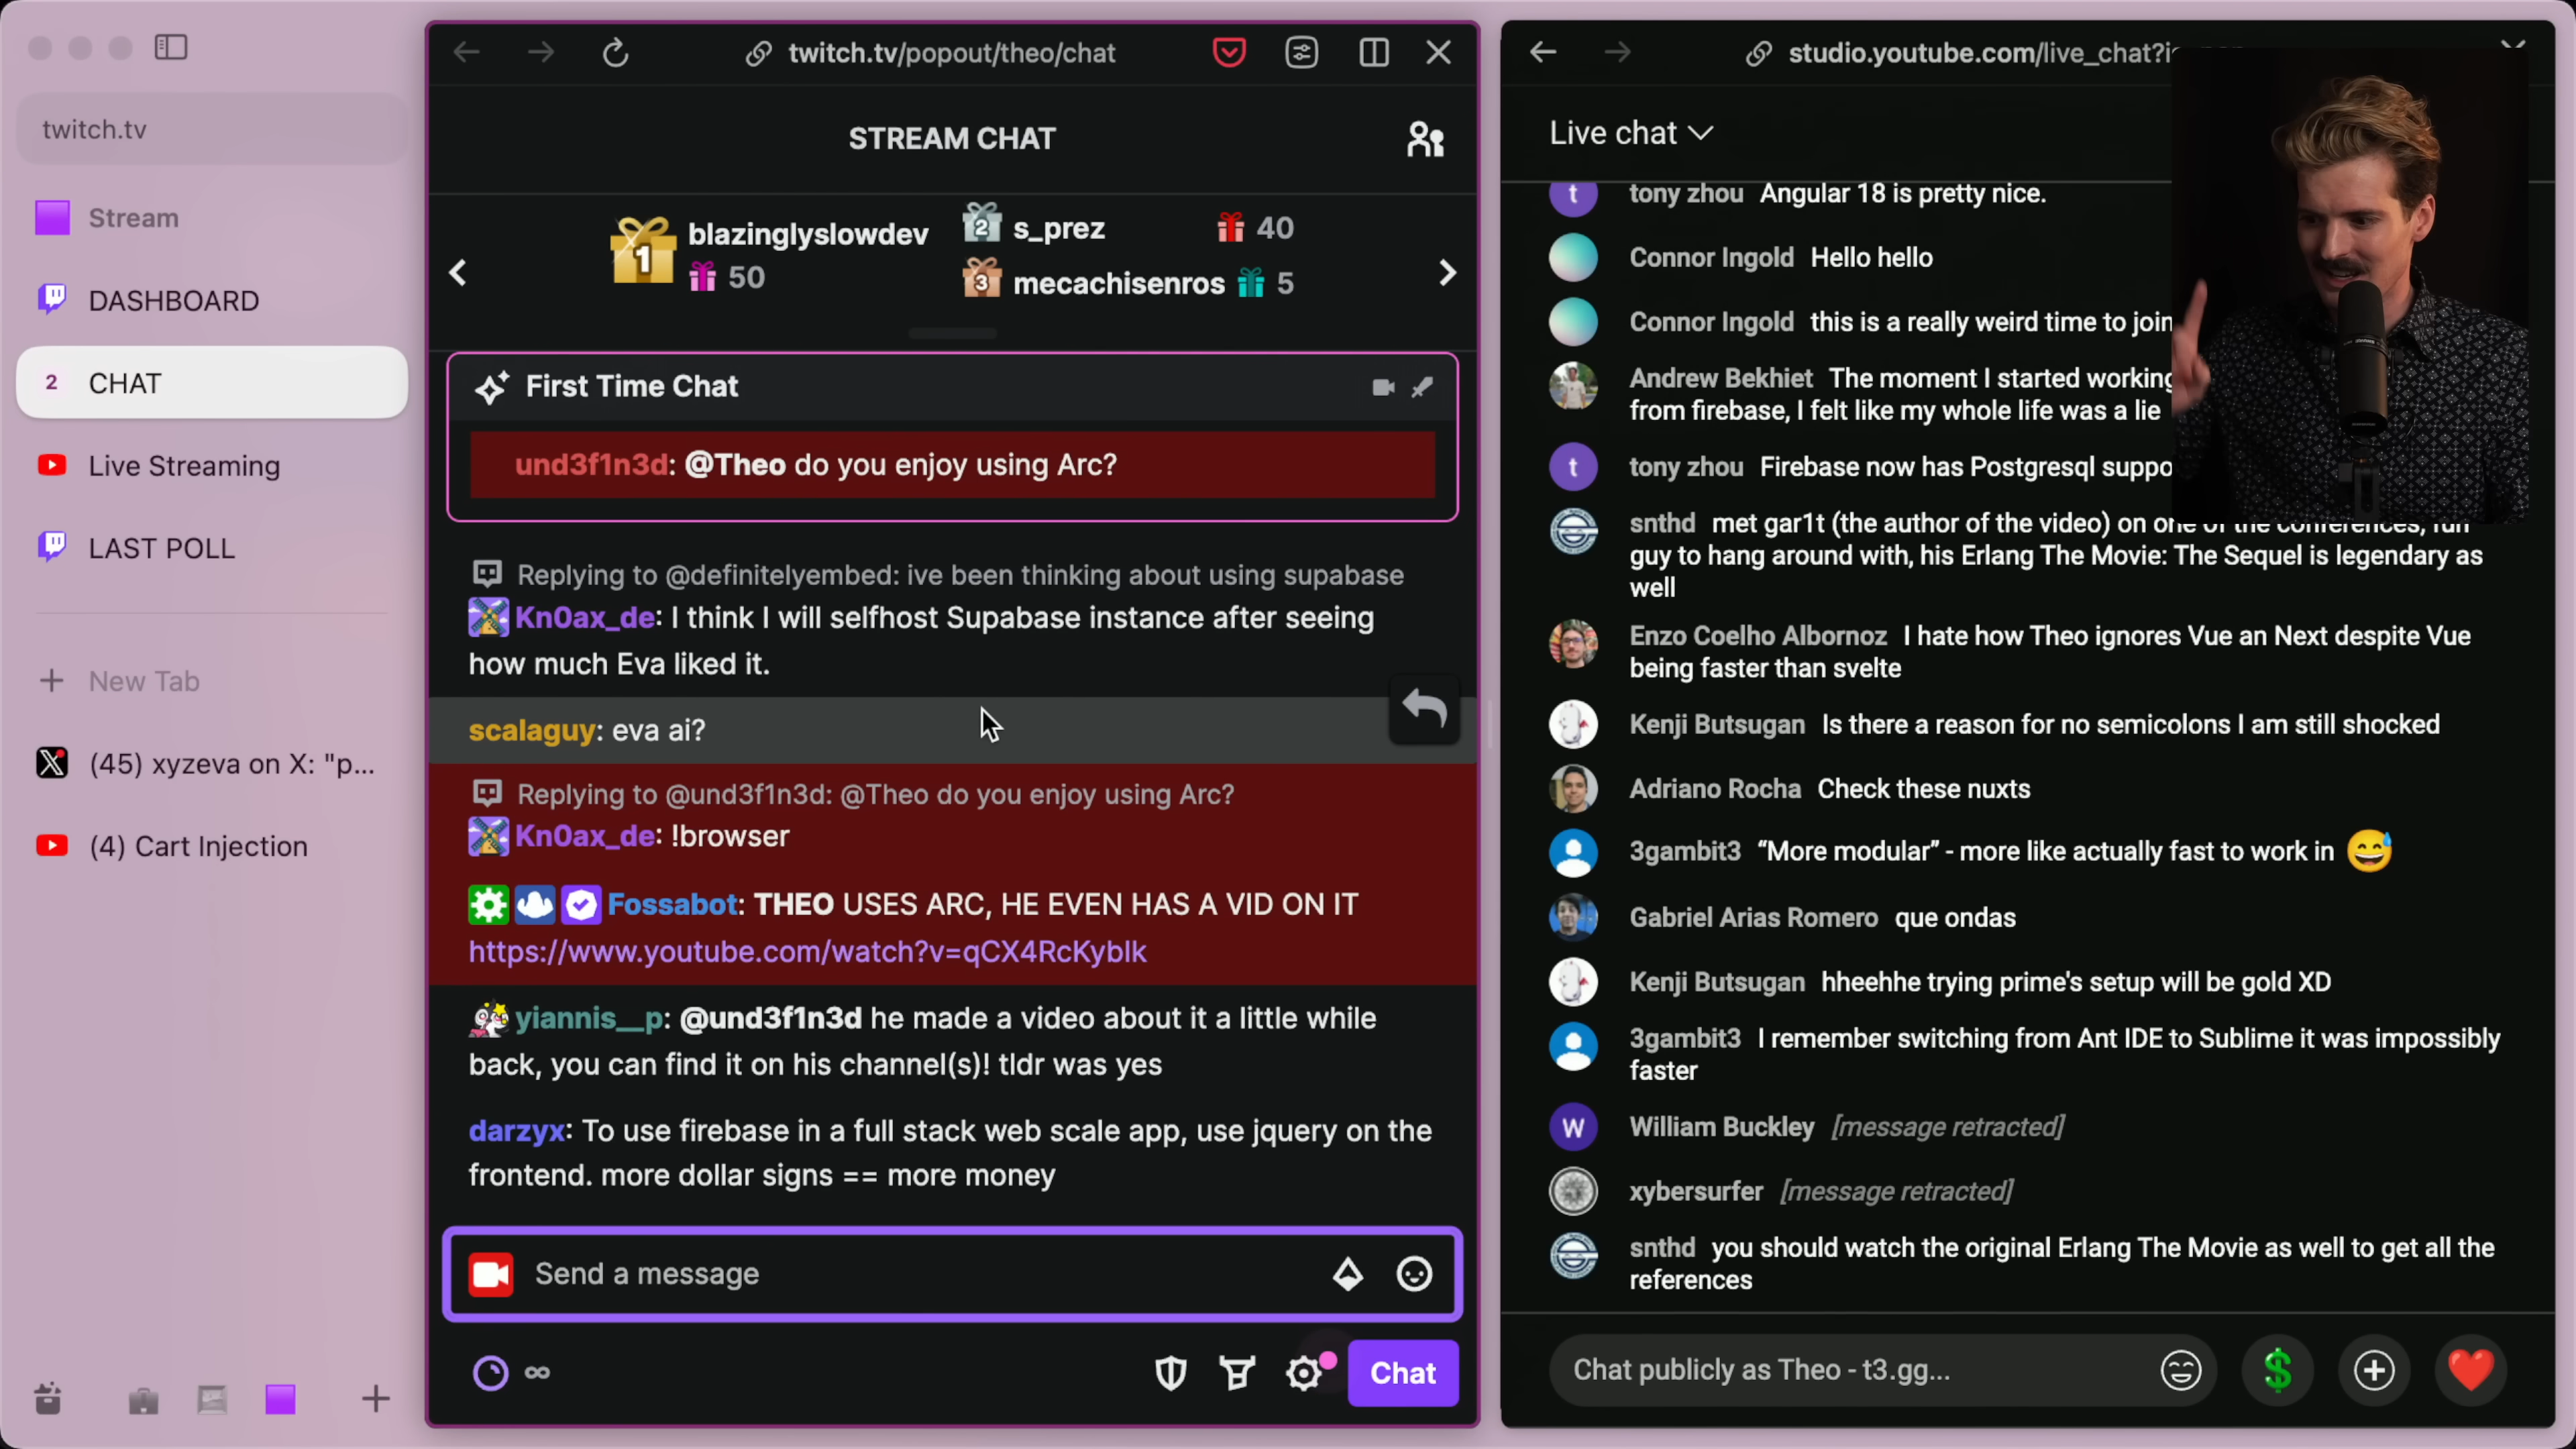 twitch.tv
Stream
DASHBOARD
2 CHAT
Live Streaming
LAST POLL
+ New Tab
(45) xyzeva on X: "p...
(4) Cart Injection
twitch.tv/popout/theo/chat
STREAM CHAT
1 blazinglyslowdev
50
2 s_prez 40
3 mecachisenros 5
First Time Chat
und3f1n3d: @Theo do you enjoy using Arc?
Replying to @definitelyembed: ive been thinking about using supabase
Kn0ax_de: I think I will selfhost Supabase instance after seeing
how much Eva liked it.
scalaguy: eva ai?
Replying to @und3f1n3d: @Theo do you enjoy using Arc?
Kn0ax_de: !browser
Fossabot: THEO USES ARC, HE EVEN HAS A VID ON IT
https://www.youtube.com/watch?v=qCX4RcKyblk
yiannis__p: @und3f1n3d he made a video about it a little while
back, you can find it on his channel(s)! tldr was yes
darzyx: To use firebase in a full stack web scale app, use jquery on the
frontend. more dollar signs == more money
Send a message
∞
Chat
studio.youtube.com/live_chat?
Live chat
t tony zhou Angular 18 is pretty nice.
Connor Ingold Hello hello
Connor Ingold this is a really weird time to join
Andrew Bekhiet The moment I started working
from firebase, I felt like my whole life was a lie
t tony zhou Firebase now has Postgresql suppo
snthd met gar1t (the author of the video) on one of the conferences, fun
guy to hang around with, his Erlang The Movie: The Sequel is legendary as
well
Enzo Coelho Albornoz I hate how Theo ignores Vue an Next despite Vue
being faster than svelte
Kenji Butsugan Is there a reason for no semicolons I am still shocked
Adriano Rocha Check these nuxts
3gambit3 “More modular” - more like actually fast to work in 😅
Gabriel Arias Romero que ondas
Kenji Butsugan hheehhe trying prime's setup will be gold XD
3gambit3 I remember switching from Ant IDE to Sublime it was impossibly
faster
W William Buckley [message retracted]
xybersurfer [message retracted]
snthd you should watch the original Erlang The Movie as well to get all the
references
Chat publicly as Theo - t3.gg...